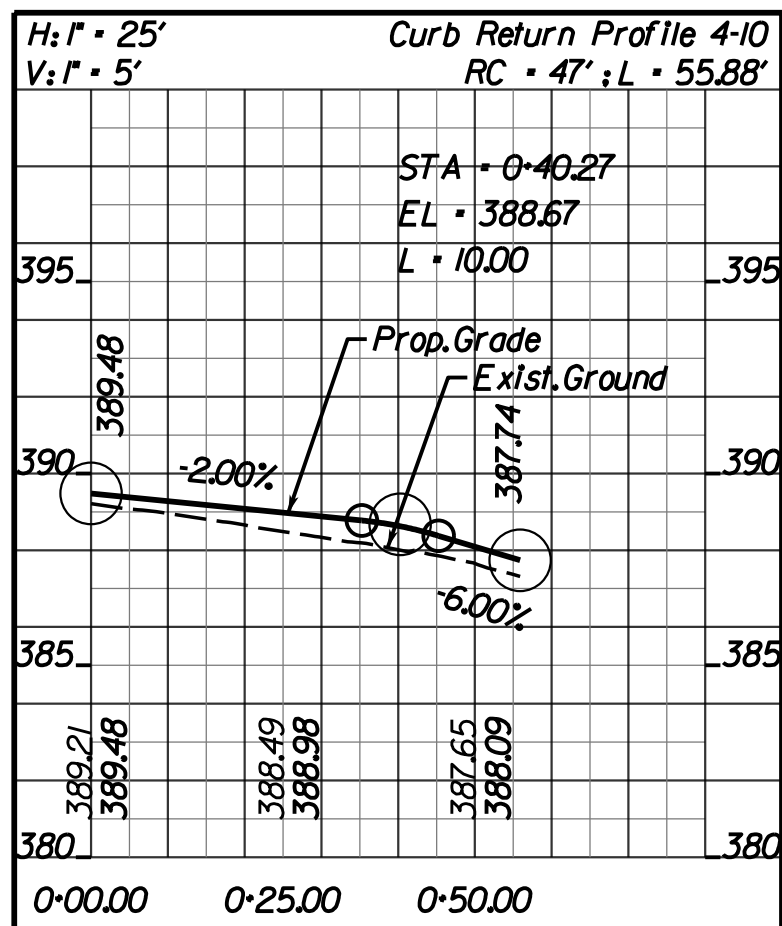 H: 1" = 25'
Curb Return Profile 4-10
V: 1" = 5'
RC = 47' ; L = 55.88'
STA = 0+40.27
EL = 388.67
L = 10.00
395
395
Prop. Grade
389.48
Exist. Ground
387.74
390
-2.00%
390
-6.00%
385
385
389.21
389.48
388.49
388.98
387.65
388.09
380
380
0+00.00
0+25.00
0+50.00